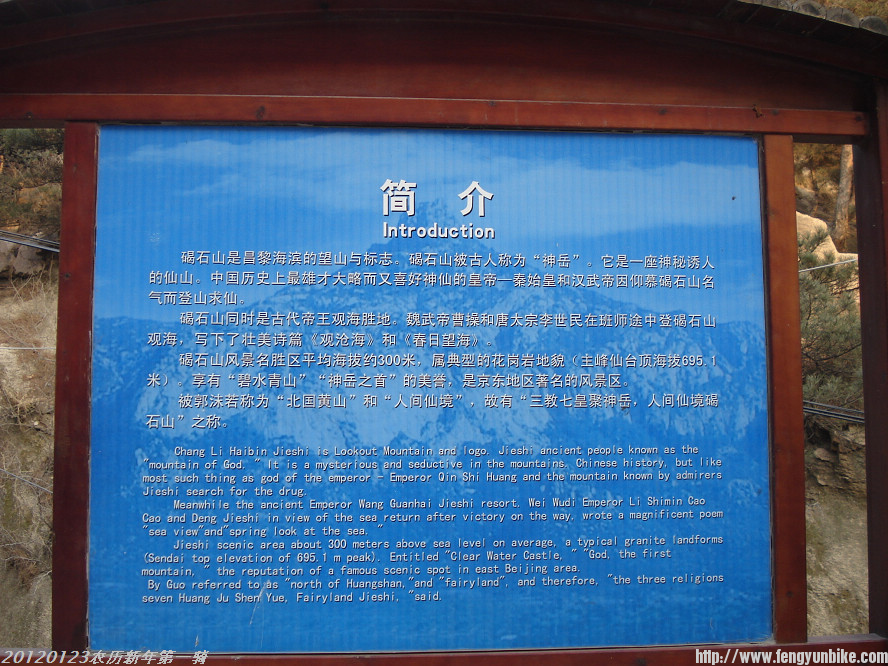 简 介
Introduction
碣石山是昌黎海滨的望山与标志。碣石山被古人称为“神岳”。它是一座神秘诱人
的仙山。中国历史上最雄才大略而又喜好神仙的皇帝—秦始皇和汉武帝因仰慕碣石山名
气而登山求仙。
碣石山同时是古代帝王观海胜地。魏武帝曹操和唐太宗李世民在班师途中登碣石山
观海，写下了壮美诗篇《观沧海》和《春日望海》。
碣石山风景名胜区平均海拔约300米，属典型的花岗岩地貌（主峰仙台顶海拔695.1
米）。享有“碧水青山”“神岳之首”的美誉，是京东地区著名的风景区。
被郭沫若称为“北国黄山”和“人间仙境”，故有“三教七皇聚神岳，人间仙境碣
石山”之称。
Chang Li Haibin Jieshi is Lookout Mountain and logo. Jieshi ancient people known as the
"mountain of God. " It is a mysterious and seductive in the mountains. Chinese history, but like
most such thing as god of the emperor - Emperor Qin Shi Huang and the mountain known by admirers
Jieshi search for the drug.
Meanwhile the ancient Emperor Wang Guanhai Jieshi resort. Wei Wudi Emperor Li Shimin Cao
Cao and Deng Jieshi in view of the sea return after victory on the way, wrote a magnificent poem
"sea view"and"spring look at the sea. "
Jieshi scenic area about 300 meters above sea level on average, a typical granite landforms
(Sendai top elevation of 695.1 m peak). Entitled "Clear Water Castle, " "God, the first
mountain, " the reputation of a famous scenic spot in east Beijing area.
By Guo referred to as "north of Huangshan,"and "fairyland", and therefore, "the three religions
seven Huang Ju Shen Yue, Fairyland Jieshi, "said.
20120123农历新年第一骑
http://www.fengyunbike.com